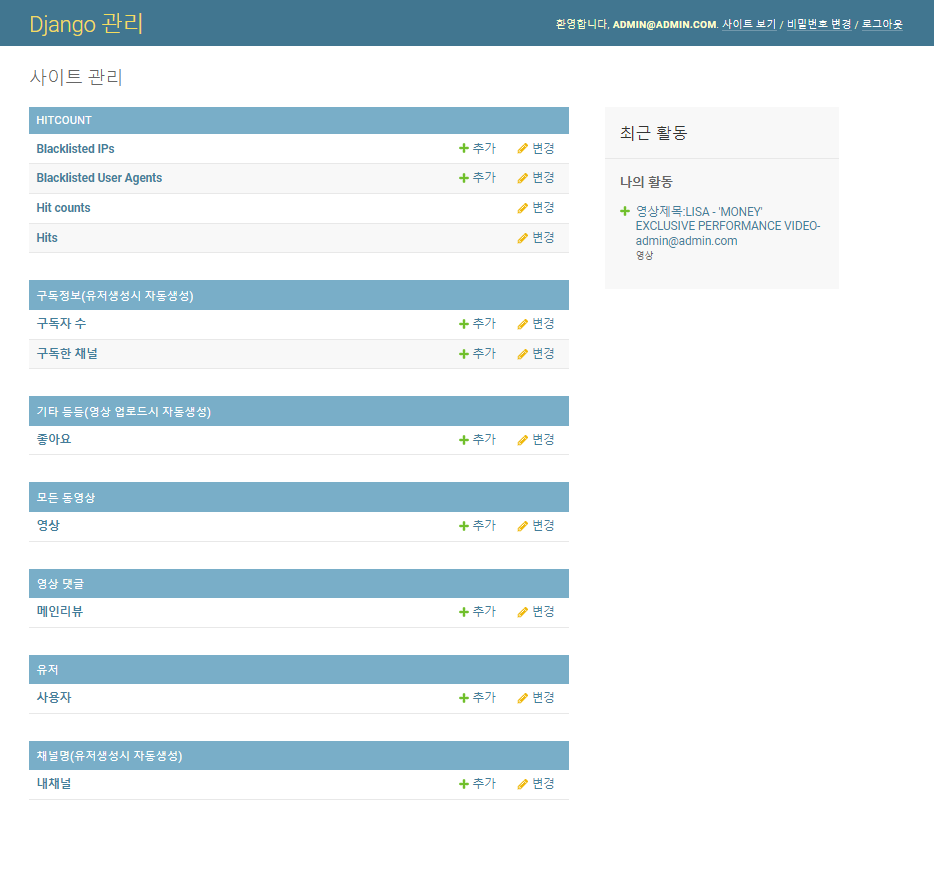 Django 관리
환영합니다, ADMIN@ADMIN.COM. 사이트 보기 / 비밀번호 변경 / 로그아웃
사이트 관리
HITCOUNT
Blacklisted IPs 추가 변경
Blacklisted User Agents 추가 변경
Hit counts 변경
Hits 변경
구독정보(유저생성시 자동생성)
구독자 수 추가 변경
구독한 채널 추가 변경
기타 등등(영상 업로드시 자동생성)
좋아요 추가 변경
모든 동영상
영상 추가 변경
영상 댓글
메인리뷰 추가 변경
유저
사용자 추가 변경
채널명(유저생성시 자동생성)
내채널 추가 변경
최근 활동
나의 활동
영상제목:LISA - 'MONEY'
EXCLUSIVE PERFORMANCE VIDEO-
admin@admin.com
영상